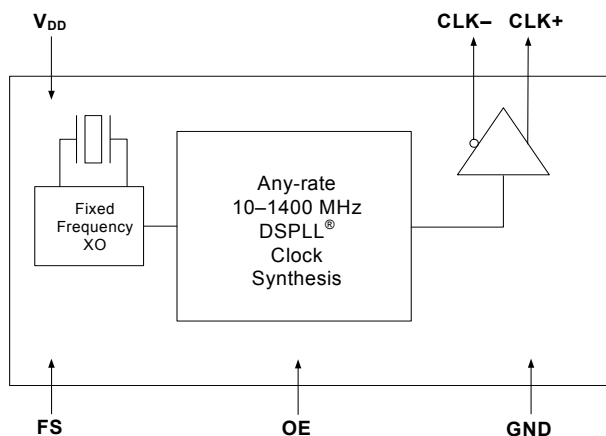 VDD
CLK– CLK+
Fixed
Frequency
XO
Any-rate
10–1400 MHz
DSPLL®
Clock
Synthesis
FS
OE
GND